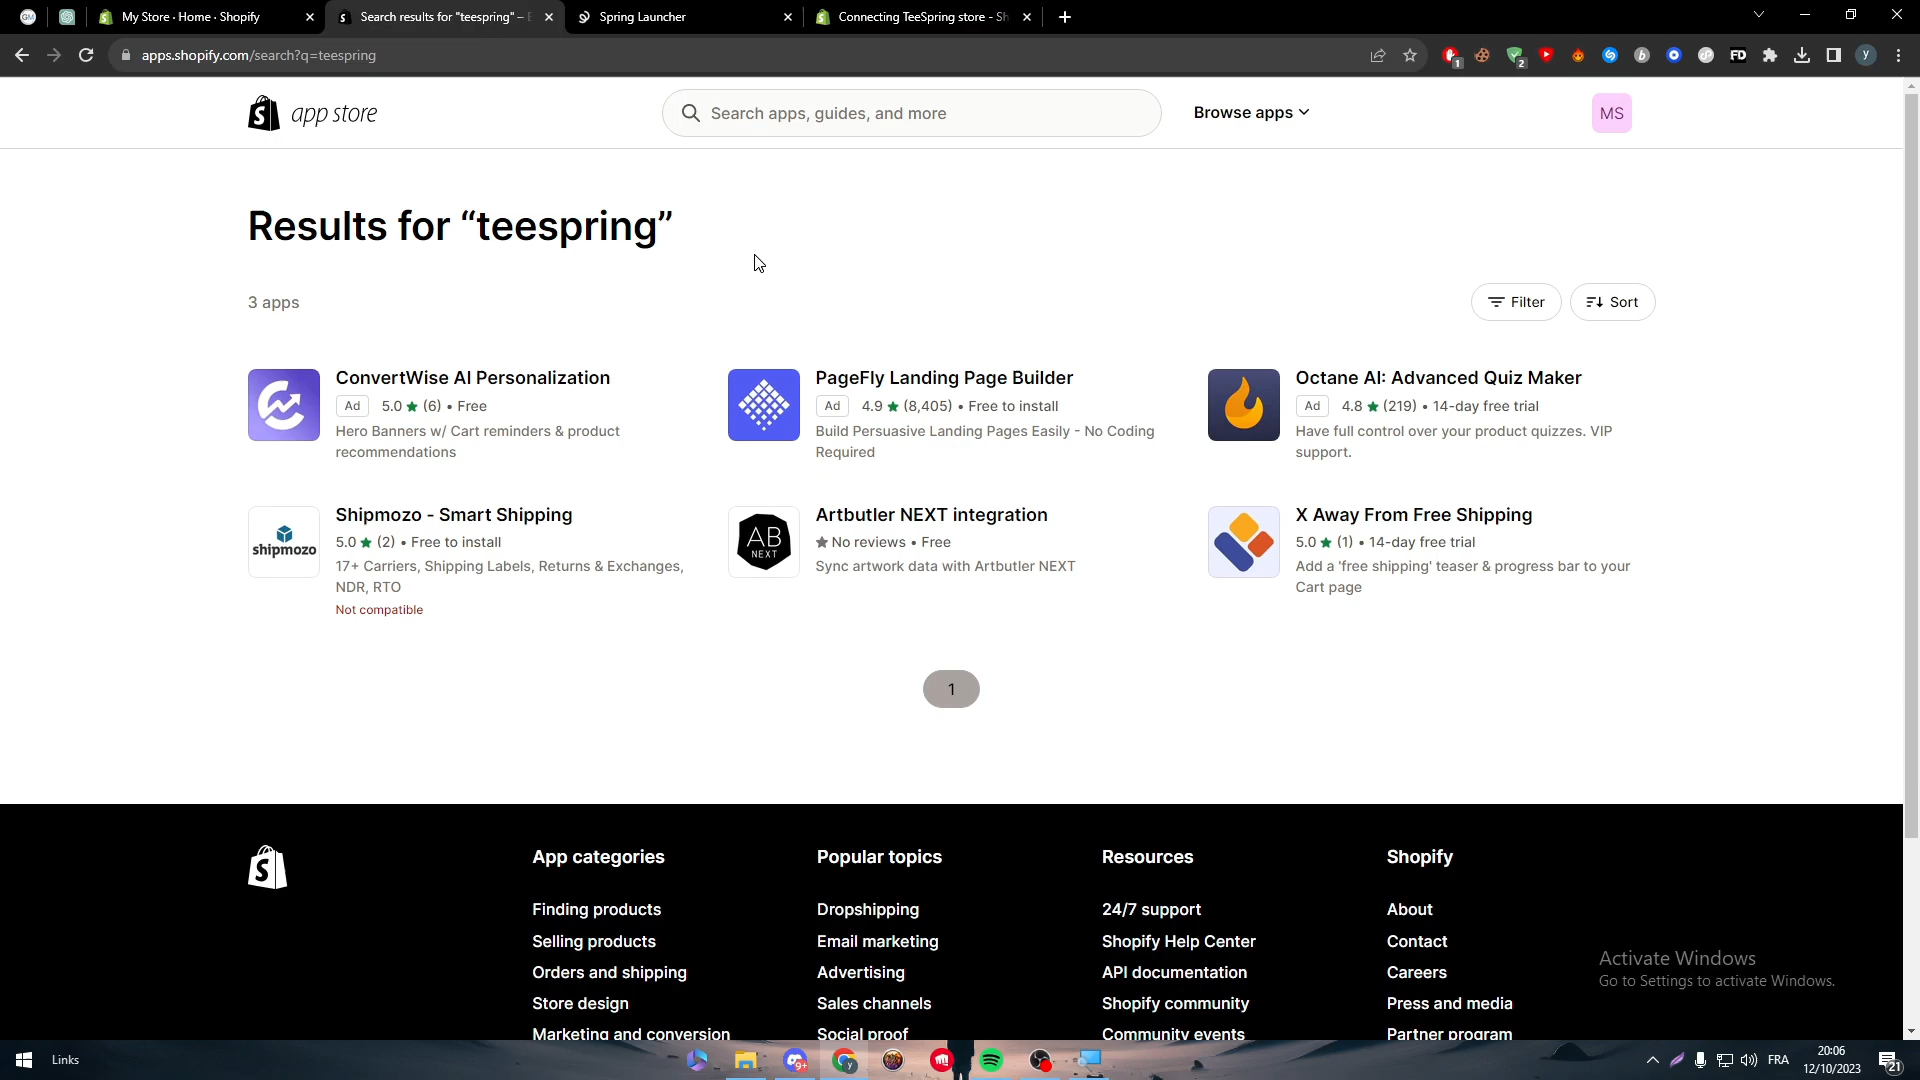 My Store · Home · Shopify
Search results for "teespring" – E
Spring Launcher
Connecting TeeSpring store - Sh
apps.shopify.com/search?q=teespring
1
2
FD
y
app store
Search apps, guides, and more
Browse apps
MS
Results for “teespring”
3 apps
Filter
Sort
ConvertWise AI Personalization
Ad 5.0 ★ (6) • Free
Hero Banners w/ Cart reminders & product
recommendations
PageFly Landing Page Builder
Ad 4.9 ★ (8,405) • Free to install
Build Persuasive Landing Pages Easily - No Coding
Required
Octane AI: Advanced Quiz Maker
Ad 4.8 ★ (219) • 14-day free trial
Have full control over your product quizzes. VIP
support.
shipmozo
Shipmozo - Smart Shipping
5.0 ★ (2) • Free to install
17+ Carriers, Shipping Labels, Returns & Exchanges,
NDR, RTO
Not compatible
AB
NEXT
Artbutler NEXT integration
★ No reviews • Free
Sync artwork data with Artbutler NEXT
X Away From Free Shipping
5.0 ★ (1) • 14-day free trial
Add a 'free shipping' teaser & progress bar to your
Cart page
1
App categories
Finding products
Selling products
Orders and shipping
Store design
Marketing and conversion
Popular topics
Dropshipping
Email marketing
Advertising
Sales channels
Social proof
Resources
24/7 support
Shopify Help Center
API documentation
Shopify community
Community events
Shopify
About
Contact
Careers
Press and media
Partner program
Activate Windows
Go to Settings to activate Windows.
Links
9+
FRA
20:06
12/10/2023
21